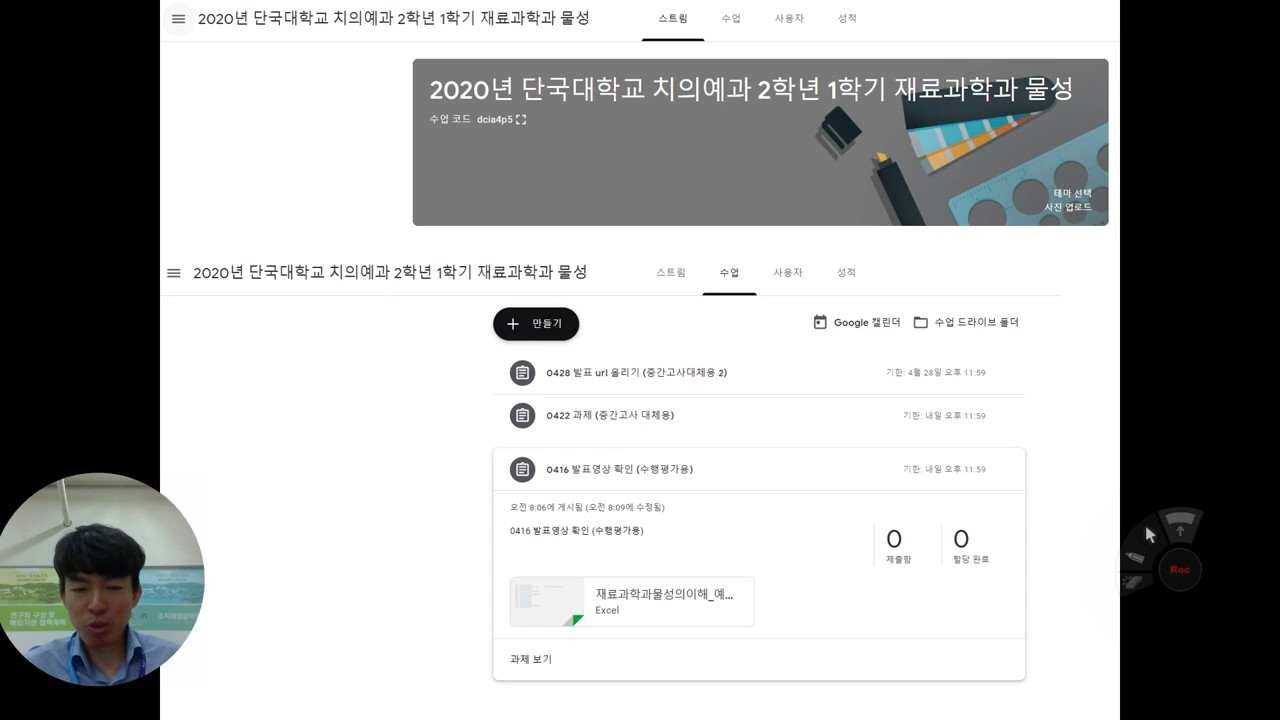 2020년 단국대학교 치의예과 2학년 1학기 재료과학과 물성
스트림 수업 사용자 성적
2020년 단국대학교 치의예과 2학년 1학기 재료과학과 물성
수업 코드 dcia4p5
테마 선택
사진 업로드
2020년 단국대학교 치의예과 2학년 1학기 재료과학과 물성
스트림 수업 사용자 성적
만들기
Google 캘린더 수업 드라이브 폴더
0428 발표 url 올리기 (중간고사대체용 2) 기한: 4월 28일 오후 11:59
0422 과제 (중간고사 대체용) 기한: 내일 오후 11:59
0416 발표영상 확인 (수행평가용) 기한: 내일 오후 11:59
오전 8:06에 게시됨 (오전 8:09에 수정됨)
0416 발표영상 확인 (수행평가용)
0 0
제출함 할당 완료
재료과학과물성의이해_예...
Excel
과제 보기
Rec